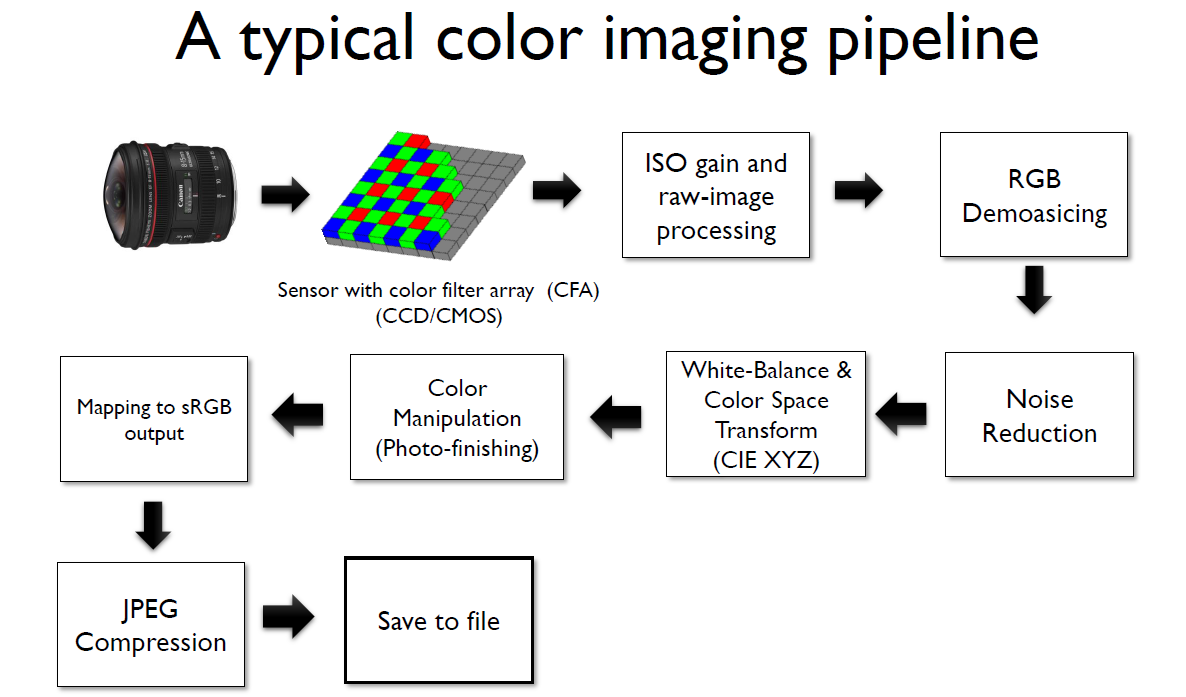 A typical color imaging pipeline
Canon
Sensor with color filter array (CFA)
(CCD/CMOS)
ISO gain and
raw-image
processing
RGB
Demoasicing
Noise
Reduction
White-Balance &
Color Space
Transform
(CIE XYZ)
Color
Manipulation
(Photo-finishing)
Mapping to sRGB
output
JPEG
Compression
Save to file